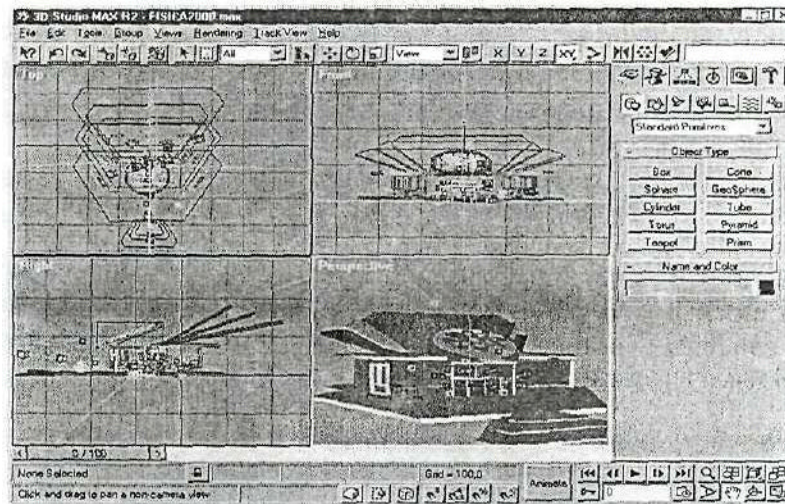 3D Studio MAX R2 - FISICA2000.max
File Edit Tools Group Views Rendering Track View Help
All View X Y Z XY
Top Front
Standard Primitives
Object Type
Box Cone
Sphere GeoSphere
Cylinder Tube
Torus Pyramid
Teapot Prism
Right Perspective
Name and Color
0 / 100
None Selected Grid = 100,0 Animate
Click and drag to pan a non-camera view 0